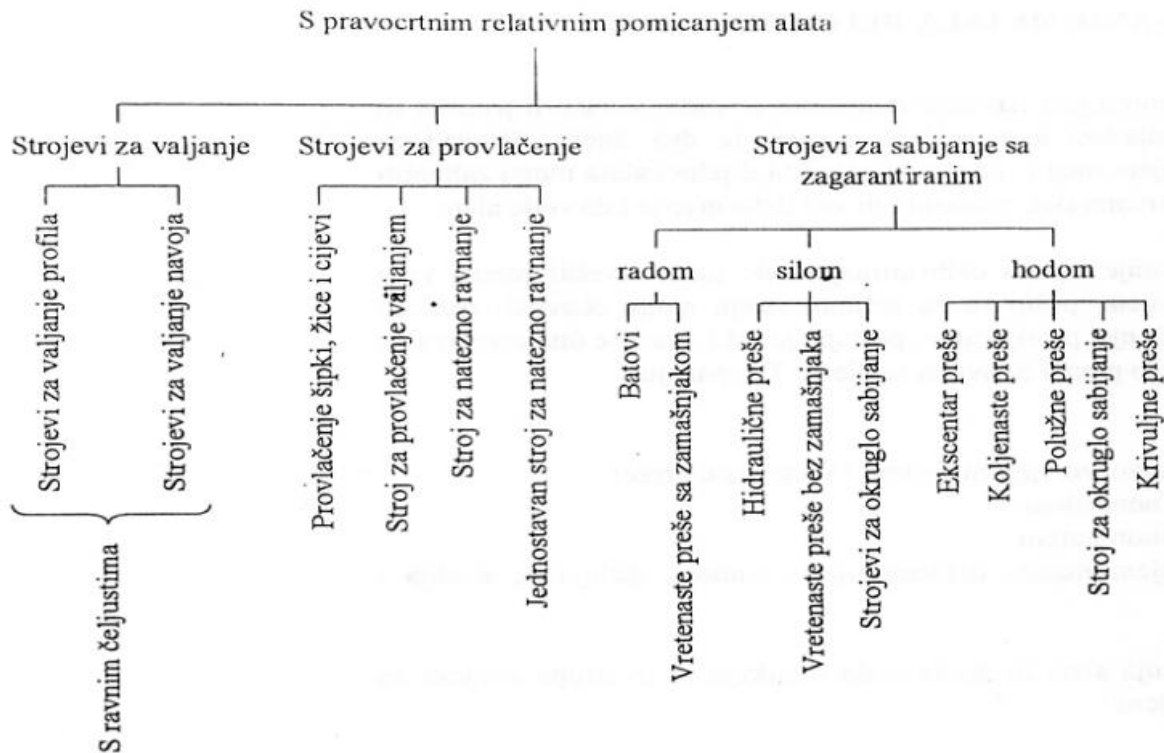 S pravocrtnim relativnim pomicanjem alata
Strojevi za valjanje
Strojevi za valjanje profila
Strojevi za valjanje navoja
S ravnim čeljustima
Strojevi za provlačenje
Provlačenje šipki, žice i cijevi
Stroj za provlačenje valjanjem
Stroj za natezno ravnanje
Jednostavan stroj za natezno ravnanje
Strojevi za sabijanje sa
zagarantiranim
radom
Batovi
Vretenaste preše sa zamašnjakom
silom
Hidraulične preše
Vretenaste preše bez zamašnjaka
Strojevi za okruglo sabijanje
hodom
Ekscentar preše
Koljenaste preše
Polužne preše
Stroj za okruglo sabijanje
Krivuljne preše